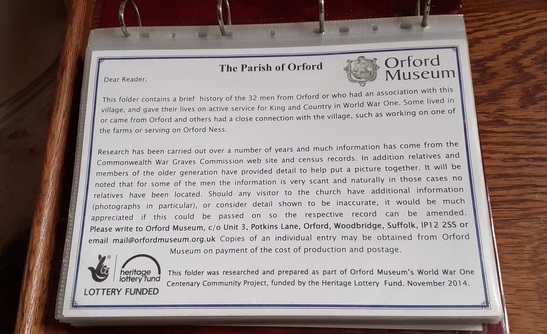 The Parish of Orford
Orford
Museum
Dear Reader,
This folder contains a brief history of the 32 men from Orford or who had an association with this
village, and gave their lives on active service for King and Country in World War One. Some lived in
or came from Orford and others had a close connection with the village, such as working on one of
the farms or serving on Orford Ness.
Research has been carried out over a number of years and much information has come from the
Commonwealth War Graves Commission web site and census records. In addition relatives and
members of the older generation have provided detail to help put a picture together. It will be
noted that for some of the men the information is very scant and naturally in those cases no
relatives have been located. Should any visitor to the church have additional information
(photographs in particular), or consider detail shown to be inaccurate, it would be much
appreciated if this could be passed on so the respective record can be amended.
Please write to Orford Museum, c/o Unit 3, Potkins Lane, Orford, Woodbridge, Suffolk, IP12 2SS or
email mail@orfordmuseum.org.uk Copies of an individual entry may be obtained from Orford
Museum on payment of the cost of production and postage.
heritage
lottery fund
LOTTERY FUNDED
This folder was researched and prepared as part of Orford Museum's World War One
Centenary Community Project, funded by the Heritage Lottery Fund. November 2014.